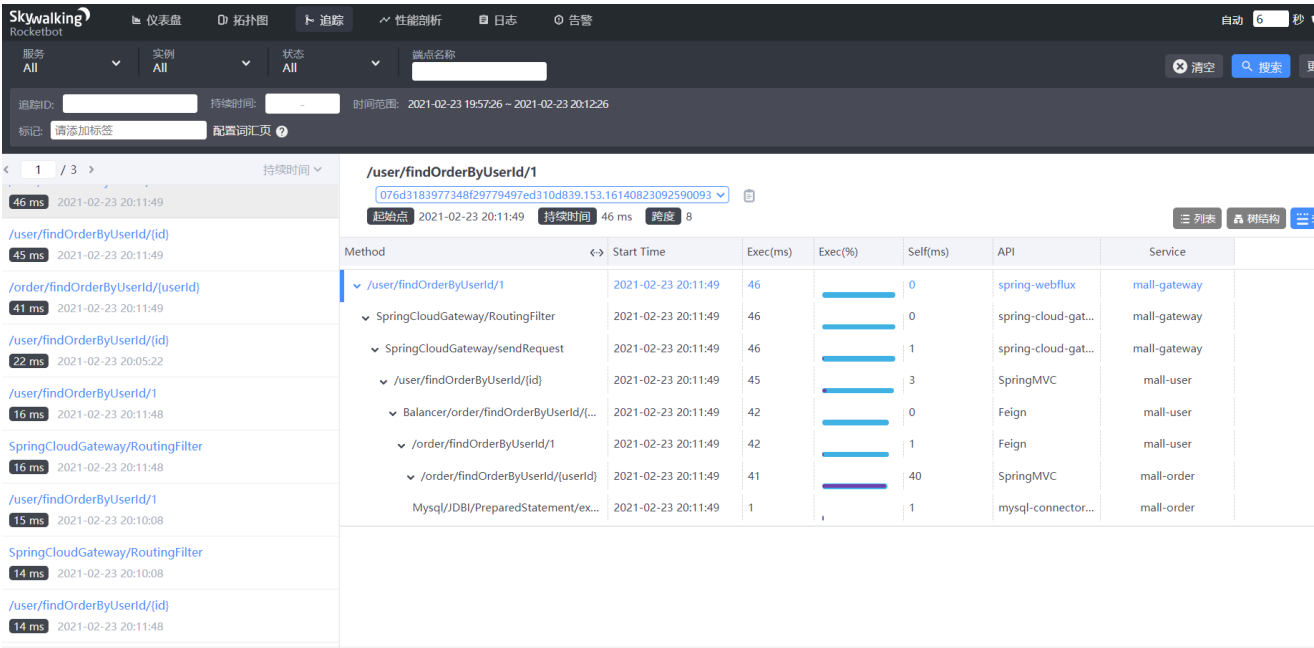 Skywalking
Rocketbot
仪表盘 拓扑图 追踪 性能剖析 日志 告警 自动 6 秒
服务 实例 状态 端点名称
All All All
清空 搜索
追踪ID: 持续时间: - 时间范围: 2021-02-23 19:57:26 ~ 2021-02-23 20:12:26
标记: 请添加标签 配置词汇页 ?
1 / 3 持续时间
46 ms 2021-02-23 20:11:49
/user/findOrderByUserId/{id}
45 ms 2021-02-23 20:11:49
/order/findOrderByUserId/{userId}
41 ms 2021-02-23 20:11:49
/user/findOrderByUserId/{id}
22 ms 2021-02-23 20:05:22
/user/findOrderByUserId/1
16 ms 2021-02-23 20:11:48
SpringCloudGateway/RoutingFilter
16 ms 2021-02-23 20:11:48
/user/findOrderByUserId/1
15 ms 2021-02-23 20:10:08
SpringCloudGateway/RoutingFilter
14 ms 2021-02-23 20:10:08
/user/findOrderByUserId/{id}
14 ms 2021-02-23 20:11:48
/user/findOrderByUserId/1
076d3183977348f29779497ed310d839.153.16140823092590093
起始点 2021-02-23 20:11:49 持续时间 46 ms 跨度 8
列表 树结构
Method Start Time Exec(ms) Exec(%) Self(ms) API Service
/user/findOrderByUserId/1 2021-02-23 20:11:49 46 0 spring-webflux mall-gateway
SpringCloudGateway/RoutingFilter 2021-02-23 20:11:49 46 0 spring-cloud-gat... mall-gateway
SpringCloudGateway/sendRequest 2021-02-23 20:11:49 46 1 spring-cloud-gat... mall-gateway
/user/findOrderByUserId/{id} 2021-02-23 20:11:49 45 3 SpringMVC mall-user
Balancer/order/findOrderByUserId/{... 2021-02-23 20:11:49 42 0 Feign mall-user
/order/findOrderByUserId/1 2021-02-23 20:11:49 42 1 Feign mall-user
/order/findOrderByUserId/{userId} 2021-02-23 20:11:49 41 40 SpringMVC mall-order
Mysql/JDBI/PreparedStatement/ex... 2021-02-23 20:11:49 1 1 mysql-connector... mall-order